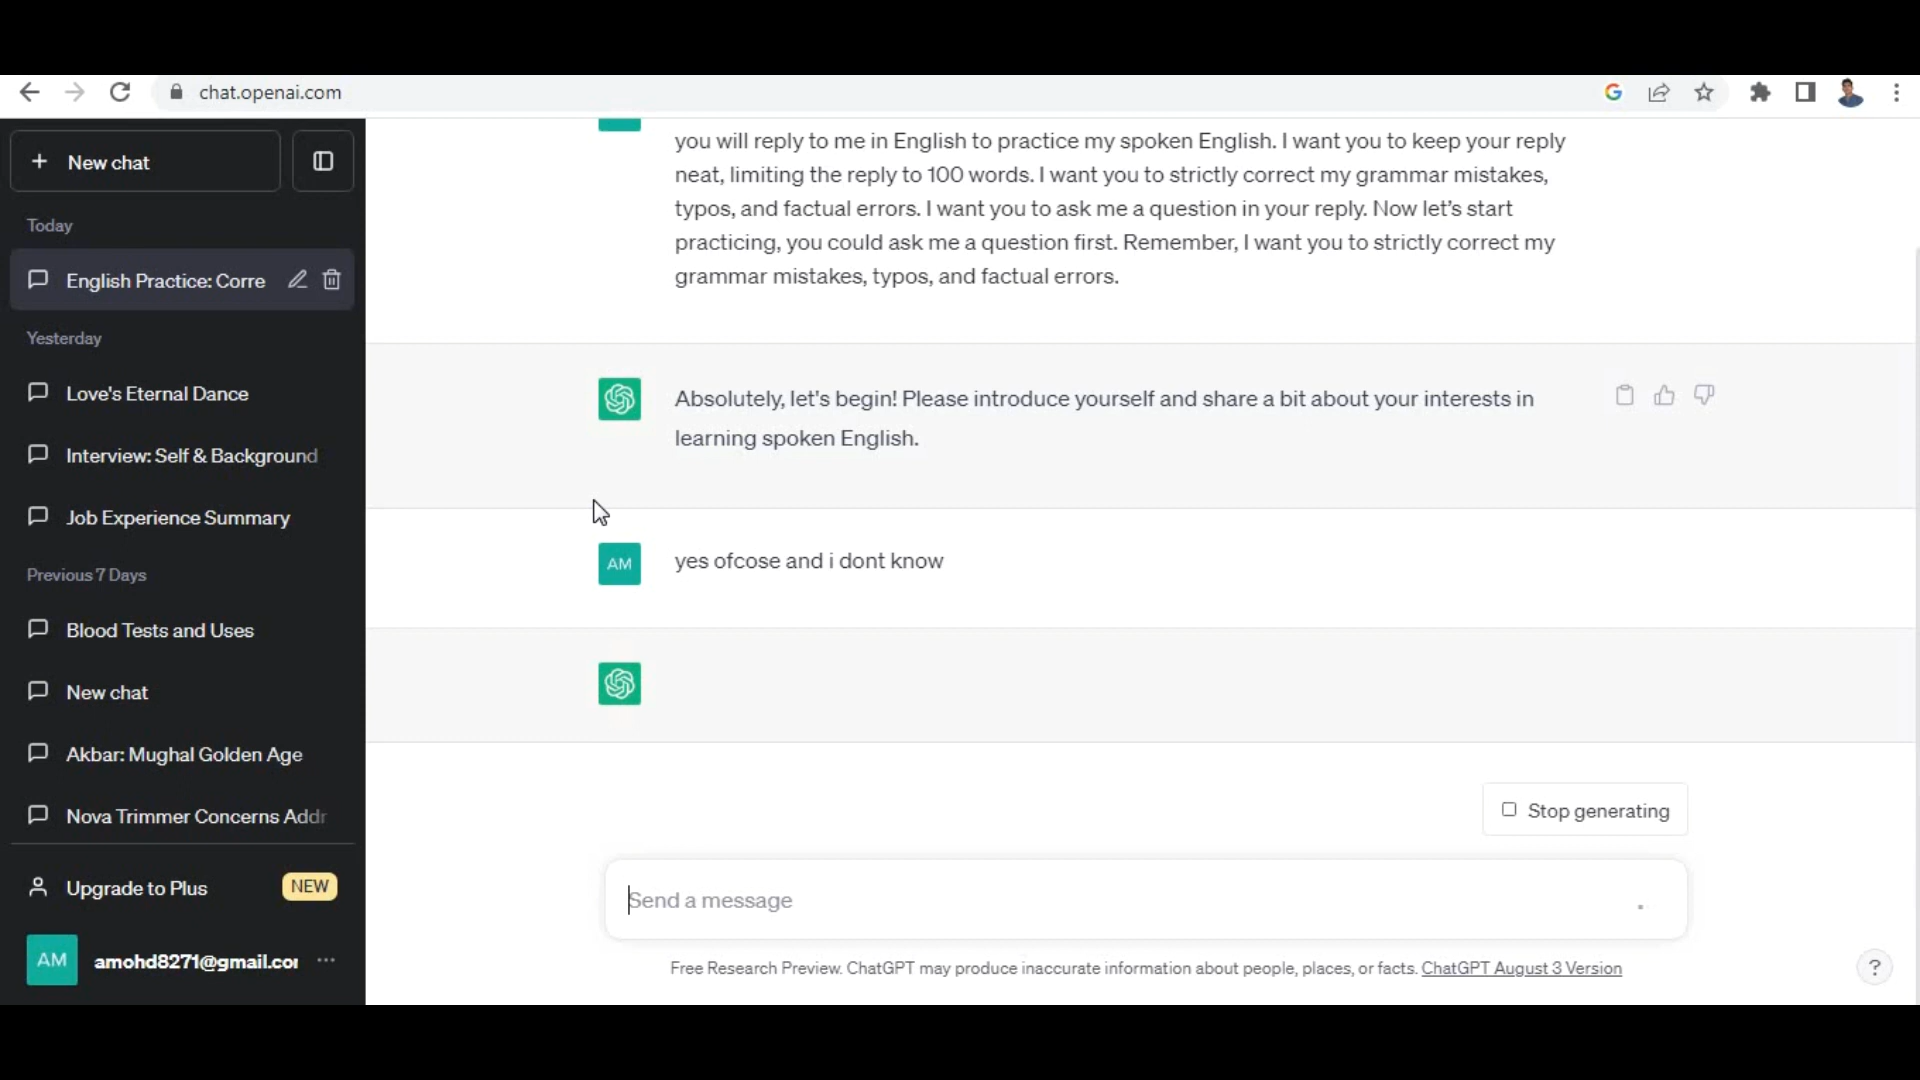 chat.openai.com
New chat
Today
English Practice: Corre
Yesterday
Love's Eternal Dance
Interview: Self & Background
Job Experience Summary
Previous 7 Days
Blood Tests and Uses
New chat
Akbar: Mughal Golden Age
Nova Trimmer Concerns Addr
Upgrade to Plus NEW
AM amohd8271@gmail.co
you will reply to me in English to practice my spoken English. I want you to keep your reply
neat, limiting the reply to 100 words. I want you to strictly correct my grammar mistakes,
typos, and factual errors. I want you to ask me a question in your reply. Now let's start
practicing, you could ask me a question first. Remember, I want you to strictly correct my
grammar mistakes, typos, and factual errors.
Absolutely, let's begin! Please introduce yourself and share a bit about your interests in
learning spoken English.
AM yes ofcose and i dont know
Stop generating
Send a message
Free Research Preview. ChatGPT may produce inaccurate information about people, places, or facts. ChatGPT August 3 Version
?